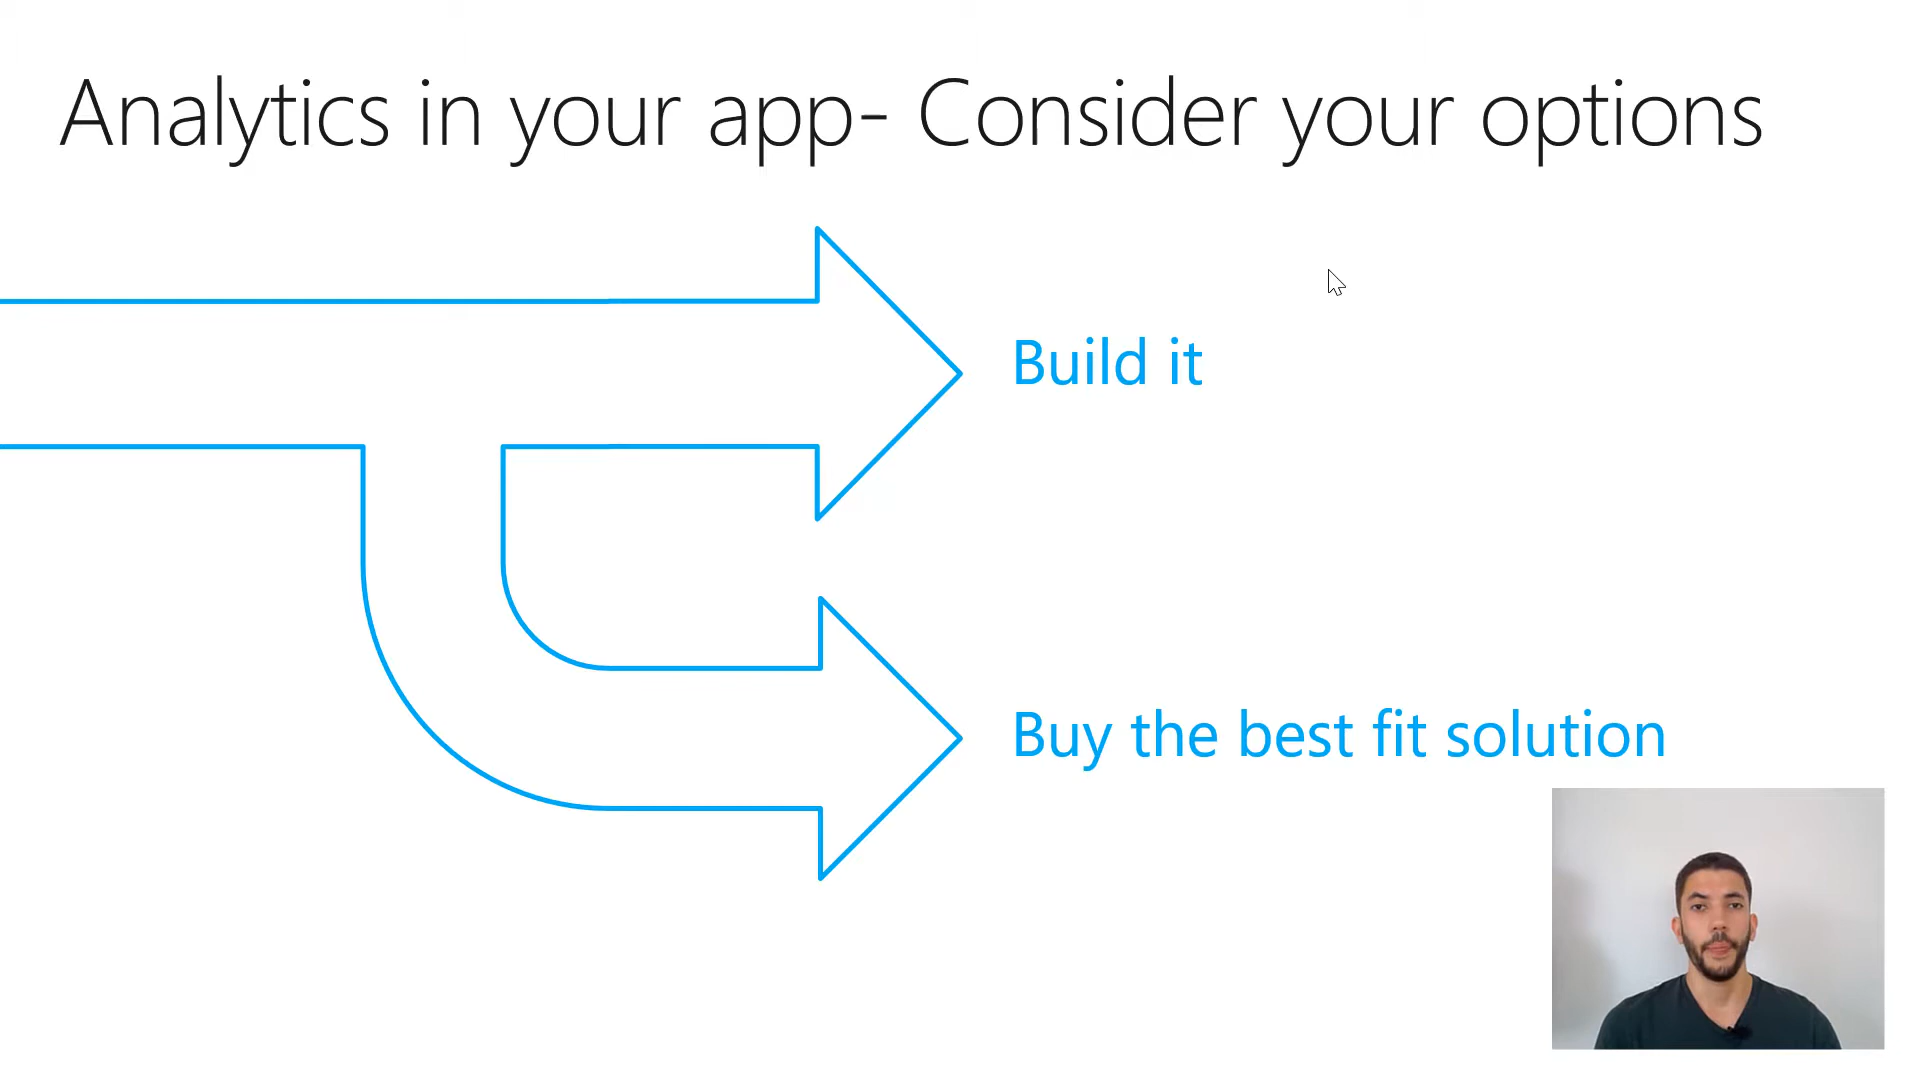 Analytics in your app- Consider your options
Build it
Buy the best fit solution